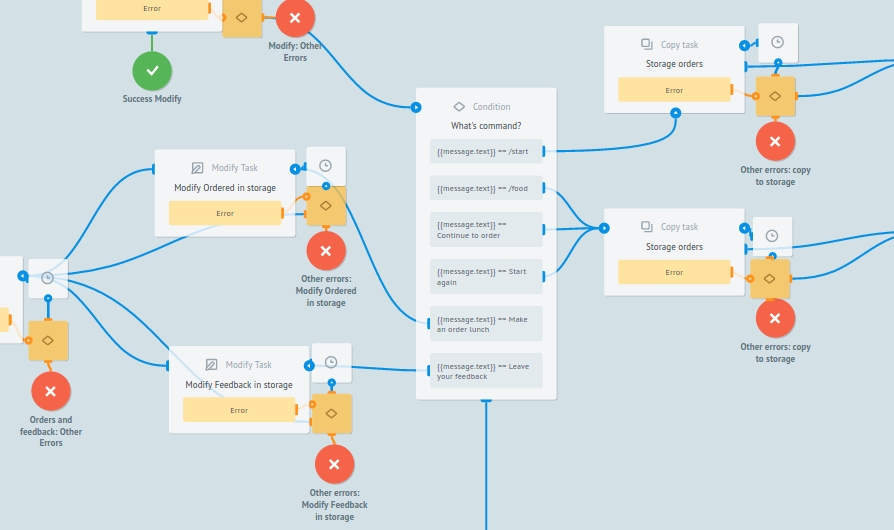 Error
Modify: Other
Errors
Success Modify
Copy task
Storage orders
Error
Other errors: copy
to storage
Condition
What's command?
{{message.text}} == /start
{{message.text}} == /food
{{message.text}} ==
Continue to order
{{message.text}} == Start
again
{{message.text}} == Make
an order lunch
{{message.text}} == Leave
your feedback
Modify Task
Modify Ordered in storage
Error
Other errors:
Modify Ordered
in storage
Copy task
Storage orders
Error
Other errors: copy
to storage
Orders and
feedback: Other
Errors
Modify Task
Modify Feedback in storage
Error
Other errors:
Modify Feedback
in storage